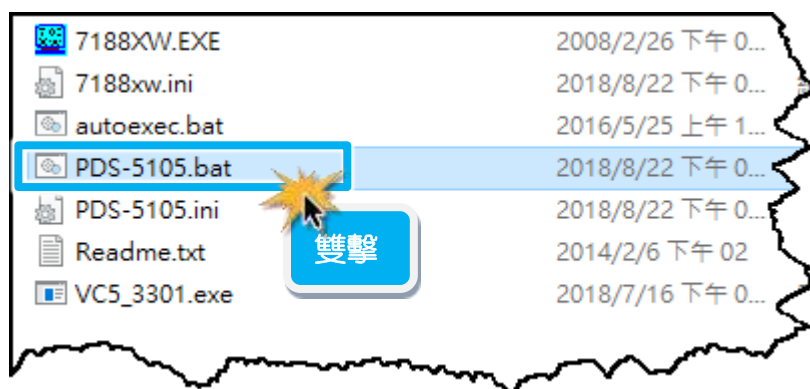 7188XW.EXE 2008/2/26 下午 0...
7188xw.ini 2018/8/22 下午 0...
autoexec.bat 2016/5/25 上午 1...
PDS-5105.bat 2018/8/22 下午 0...
PDS-5105.ini 2018/8/22 下午 0...
雙擊
Readme.txt 2014/2/6 下午 02
VC5_3301.exe 2018/7/16 下午 0...